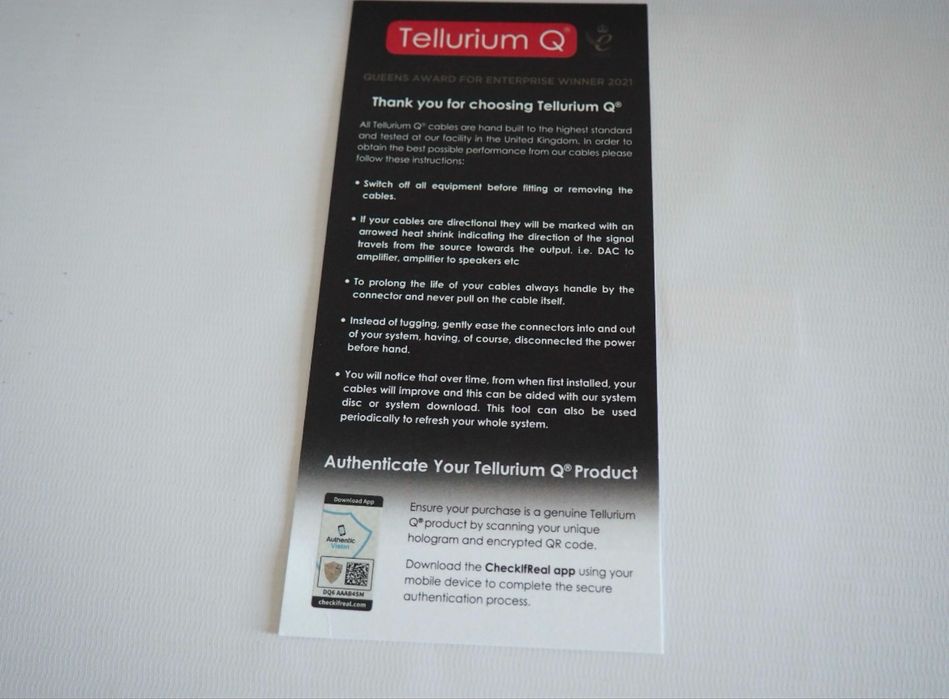 Tellurium Q®
QUEENS AWARD FOR ENTERPRISE WINNER 2021
Thank you for choosing Tellurium Q®
All Tellurium Q® cables are hand built to the highest standard
and tested at our facility in the United Kingdom. In order to
obtain the best possible performance from our cables please
follow these instructions:
• Switch off all equipment before fitting or removing the
cables.
• If your cables are directional they will be marked with an
arrowed heat shrink indicating the direction of the signal
travels from the source towards the output. i.e. DAC to
amplifier, amplifier to speakers etc
• To prolong the life of your cables always handle by the
connector and never pull on the cable itself.
• Instead of tugging, gently ease the connectors into and out
of your system, having, of course, disconnected the power
before hand.
• You will notice that over time, from when first installed, your
cables will improve and this can be aided with our system
disc or system download. This tool can also be used
periodically to refresh your whole system.
Authenticate Your Tellurium Q® Product
Download App
Authentic
Vision
DQ6 AAAB4SM
checkifreal.com
Ensure your purchase is a genuine Tellurium
Q® product by scanning your unique
hologram and encrypted QR code.
Download the CheckIfReal app using your
mobile device to complete the secure
authentication process.